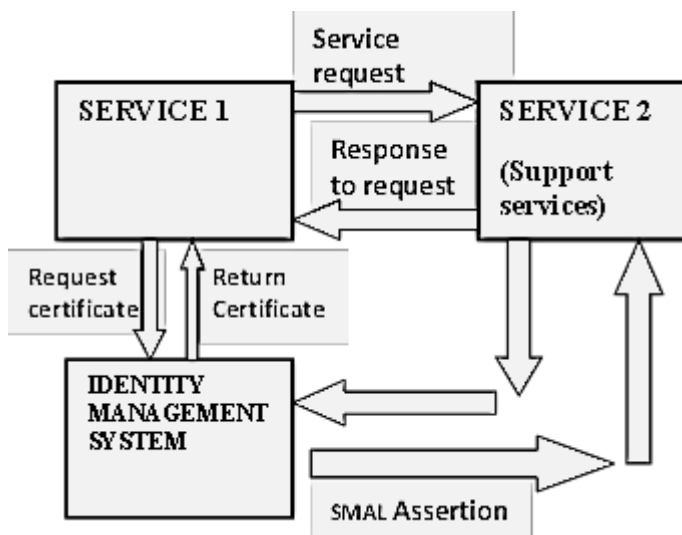 Service
request
SERVICE 1
SERVICE 2
(Support
services)
Response
to request
Request
certificate
Return
Certificate
IDENTITY
MANAGEMENT
SYSTEM
SMAL Assertion